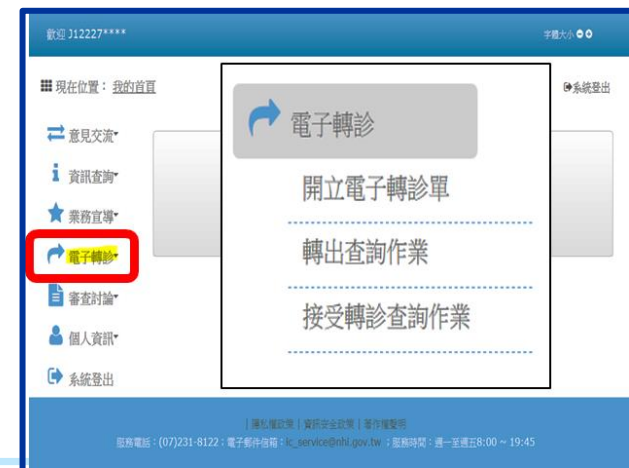 歡迎 J12227****
字體大小
現在位置： 我的首頁
系統登出
意見交流
資訊查詢
業務宣導
電子轉診
審查討論
個人資訊
系統登出
電子轉診
開立電子轉診單
轉出查詢作業
接受轉診查詢作業
| 隱私權政策 | 資訊安全政策 | 著作權聲明
服務電話：(07)231-8122；電子郵件信箱：ic_service@nhi.gov.tw ；服務時間：週一至週五8:00 ~ 19:45